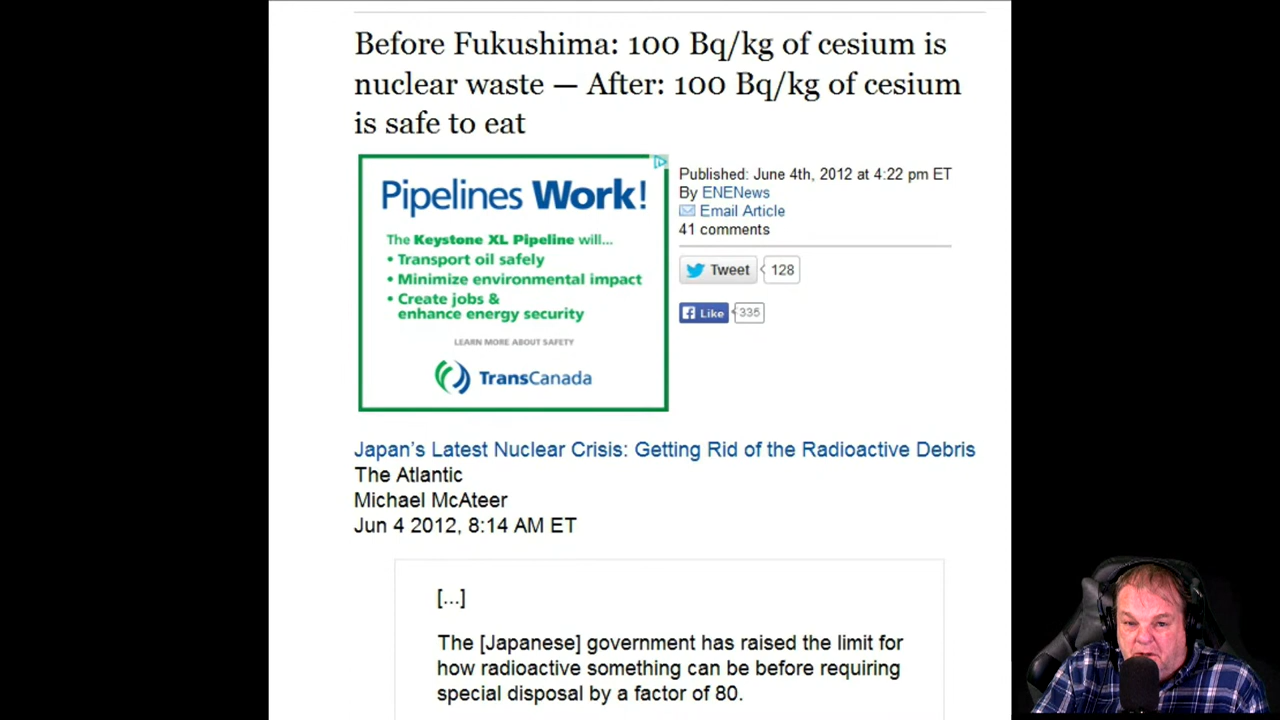 Before Fukushima: 100 Bq/kg of cesium is
nuclear waste — After: 100 Bq/kg of cesium
is safe to eat
Pipelines Work!
The Keystone XL Pipeline will...
• Transport oil safely
• Minimize environmental impact
• Create jobs &
enhance energy security
LEARN MORE ABOUT SAFETY
TransCanada
Published: June 4th, 2012 at 4:22 pm ET
By ENENews
Email Article
41 comments
Tweet 128
Like 335
Japan's Latest Nuclear Crisis: Getting Rid of the Radioactive Debris
The Atlantic
Michael McAteer
Jun 4 2012, 8:14 AM ET
[...]
The [Japanese] government has raised the limit for
how radioactive something can be before requiring
special disposal by a factor of 80.